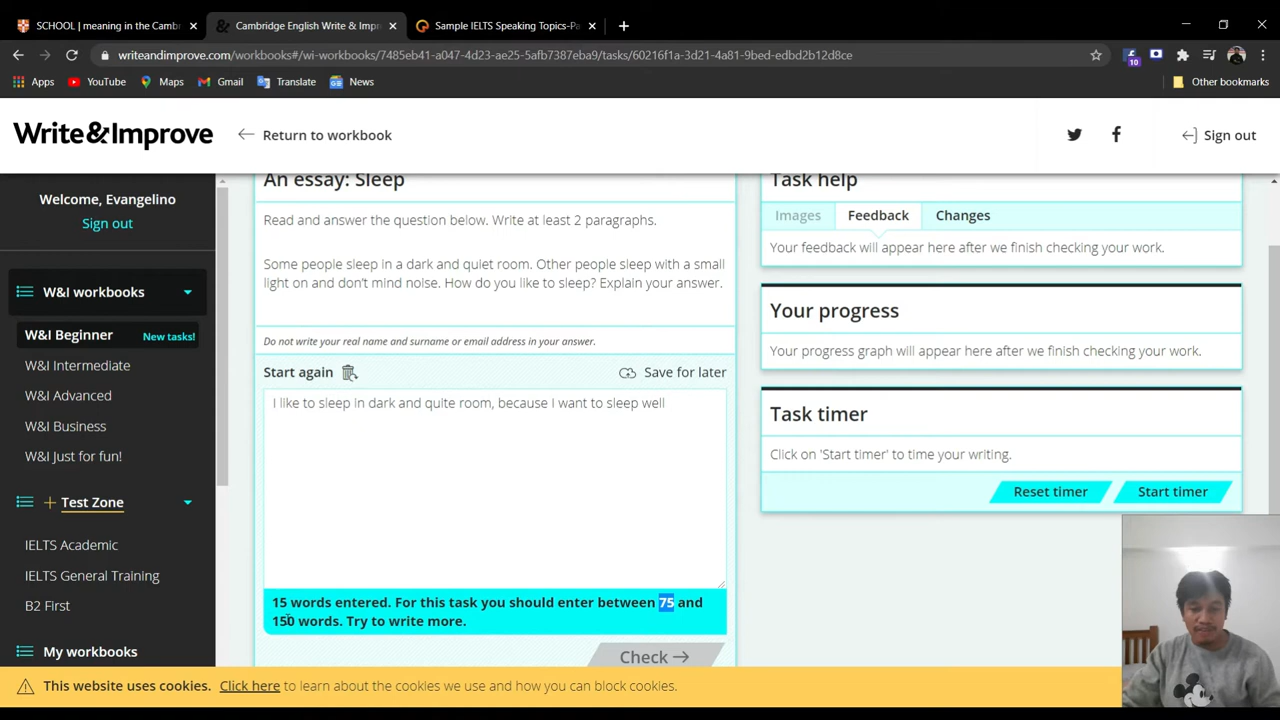 SCHOOL | meaning in the Camb
Cambridge English Write & Impr
Sample IELTS Speaking Topics-Pa
writeandimprove.com/workbooks#/wi-workbooks/7485eb41-a047-4d23-ae25-5afb7387eba9/tasks/60216f1a-3d21-4a81-9bed-edbd2b12d8ce
10
Apps YouTube Maps Gmail Translate News Other bookmarks
Write&Improve Return to workbook Sign out
Welcome, Evangelino
Sign out
W&I workbooks
W&I Beginner New tasks!
W&I Intermediate
W&I Advanced
W&I Business
W&I Just for fun!
Test Zone
IELTS Academic
IELTS General Training
B2 First
My workbooks
An essay: Sleep
Read and answer the question below. Write at least 2 paragraphs.
Some people sleep in a dark and quiet room. Other people sleep with a small
light on and don't mind noise. How do you like to sleep? Explain your answer.
Do not write your real name and surname or email address in your answer.
Start again Save for later
I like to sleep in dark and quite room, because I want to sleep well
15 words entered. For this task you should enter between 75 and
150 words. Try to write more.
Check
Task help
Images Feedback Changes
Your feedback will appear here after we finish checking your work.
Your progress
Your progress graph will appear here after we finish checking your work.
Task timer
Click on 'Start timer' to time your writing.
Reset timer Start timer
This website uses cookies. Click here to learn about the cookies we use and how you can block cookies.